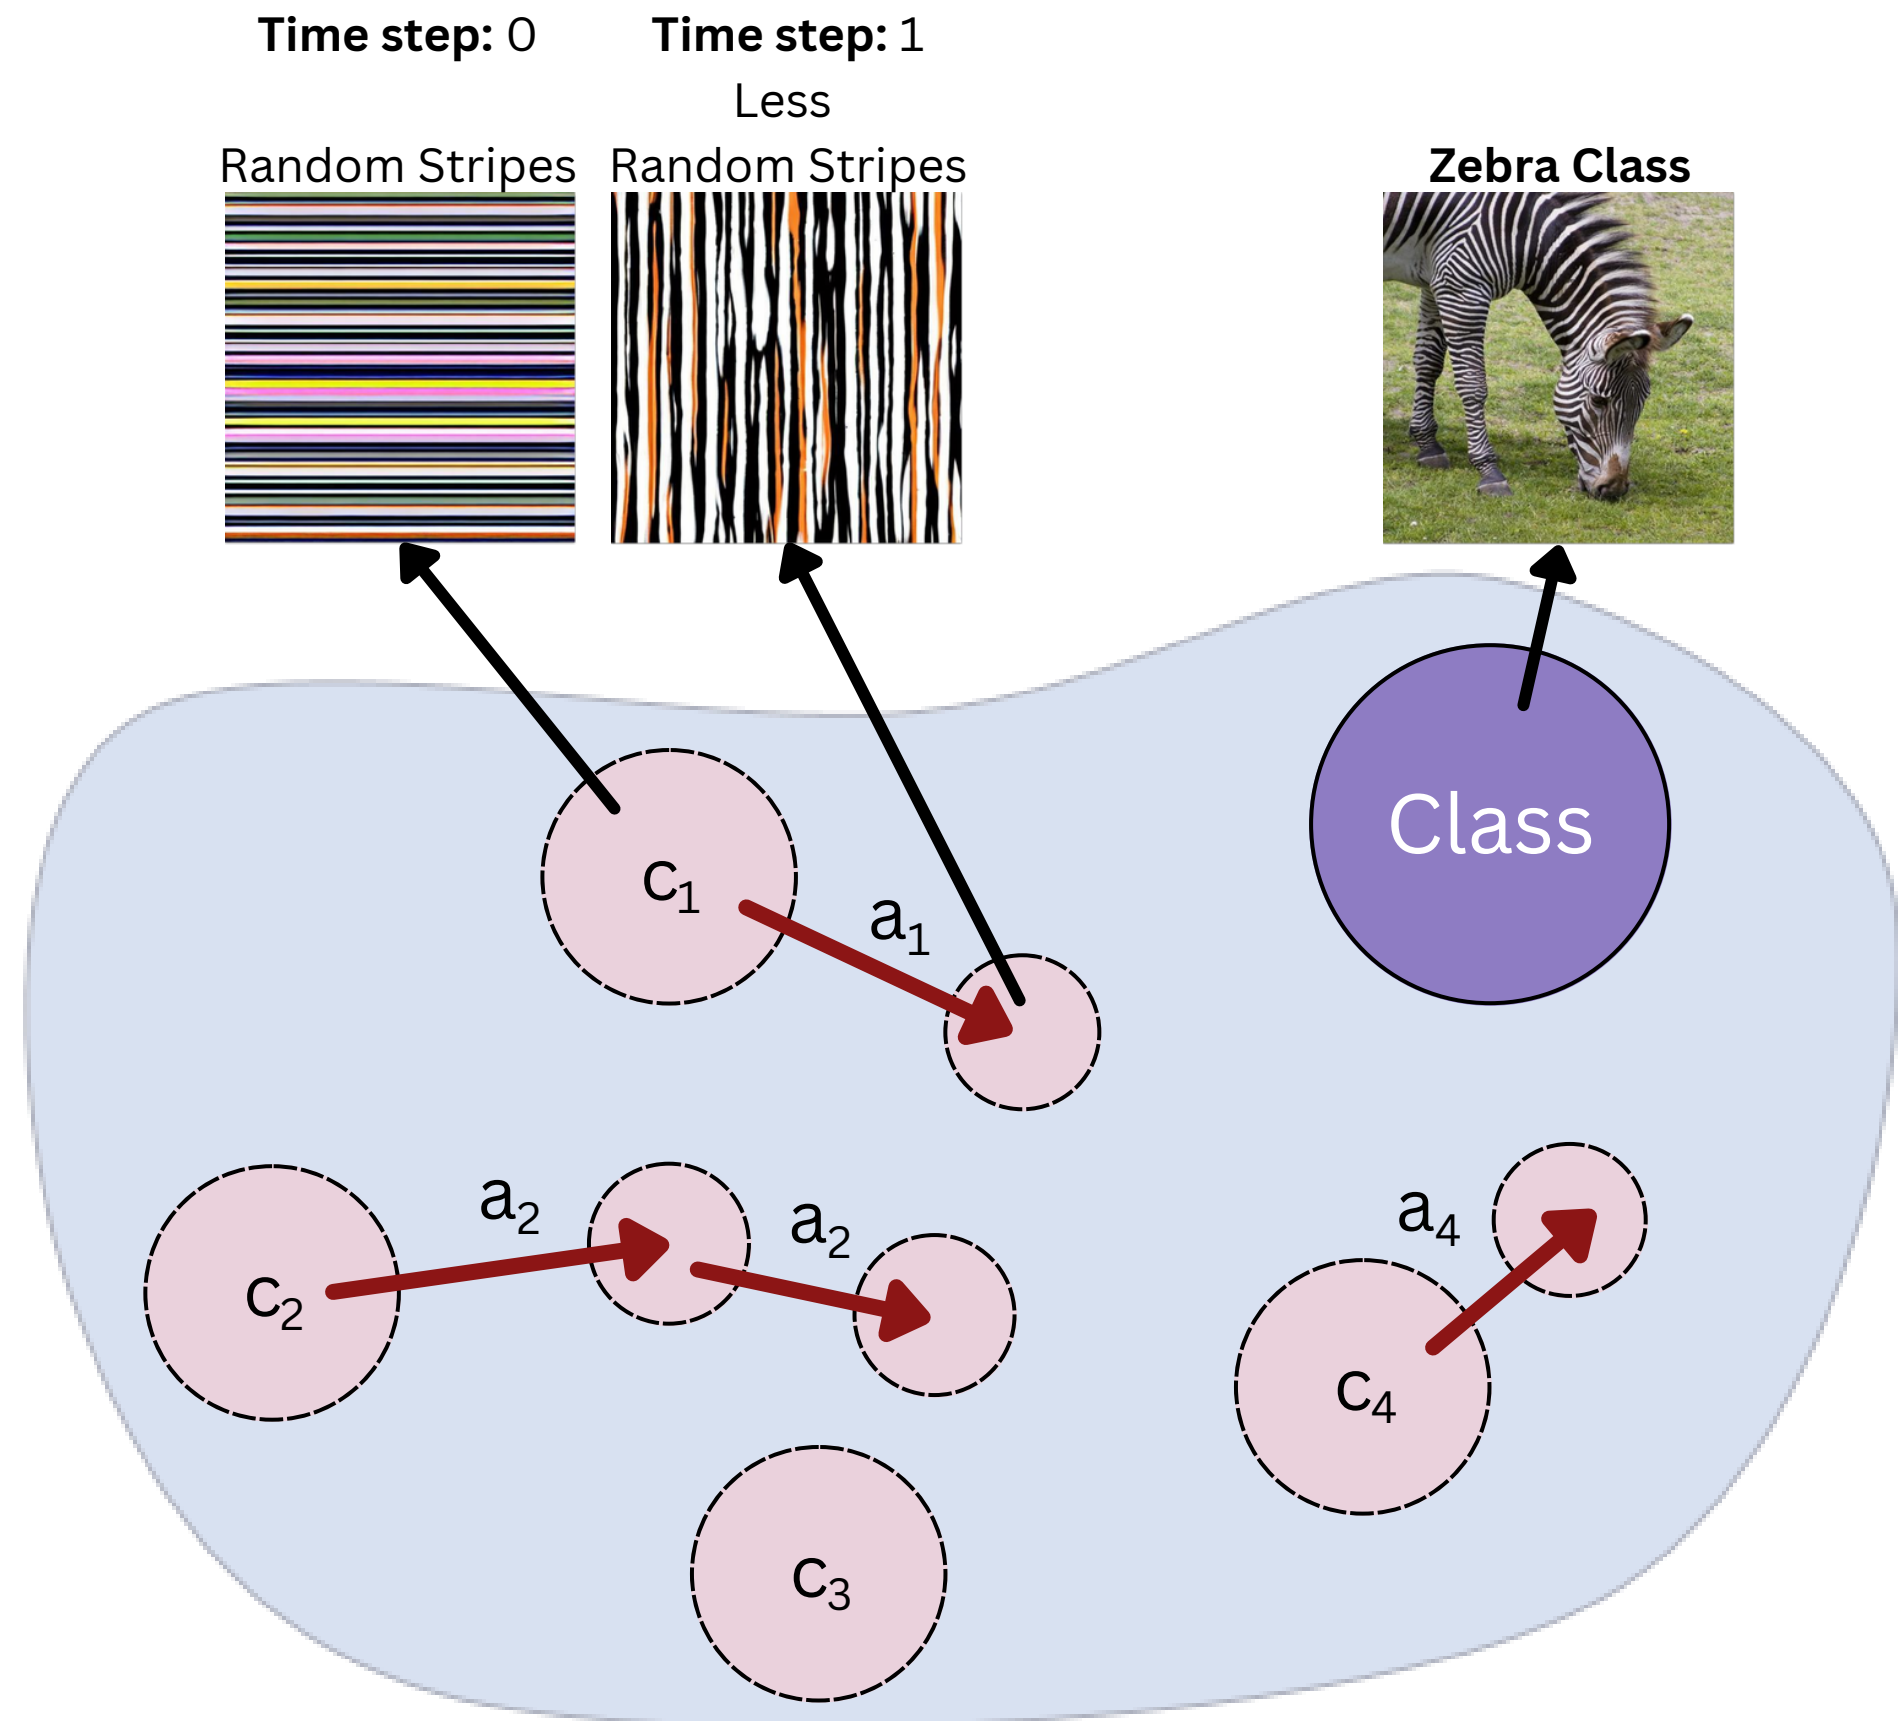 Time step: 0
Time step: 1
Less
Random Stripes
Random Stripes
Zebra Class
Class
c₁
a₁
a₂
a₂
a₄
c₂
c₄
c₃